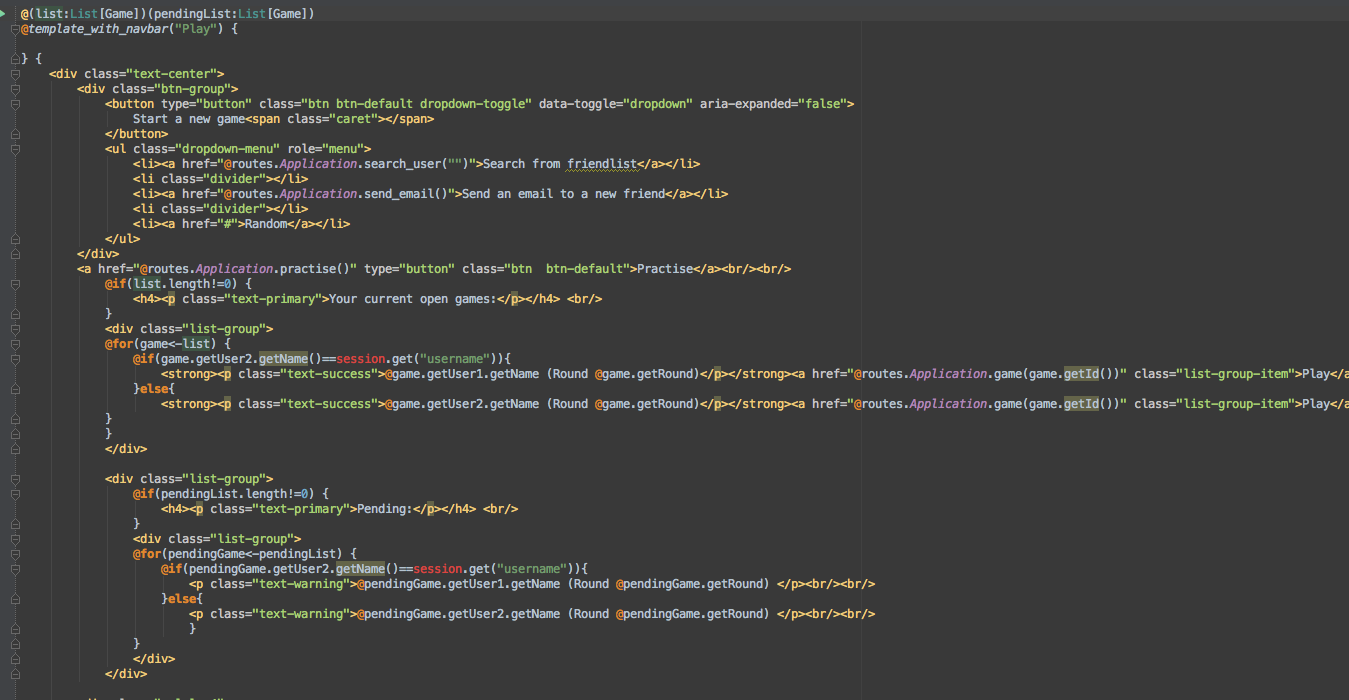 @(list:List[Game])(pendingList:List[Game])
@template_with_navbar("Play") {
} {
<div class="text-center">
<div class="btn-group">
<button type="button" class="btn btn-default dropdown-toggle" data-toggle="dropdown" aria-expanded="false">
Start a new game<span class="caret"></span>
</button>
<ul class="dropdown-menu" role="menu">
<li><a href="@routes.Application.search_user("")">Search from friendlist</a></li>
<li class="divider"></li>
<li><a href="@routes.Application.send_email()">Send an email to a new friend</a></li>
<li class="divider"></li>
<li><a href="#">Random</a></li>
</ul>
</div>
<a href="@routes.Application.practise()" type="button" class="btn  btn-default">Practise</a><br/><br/>
@if(list.length!=0) {
<h4><p class="text-primary">Your current open games:</p></h4> <br/>
}
<div class="list-group">
@for(game<-list) {
@if(game.getUser2.getName()==session.get("username")){
<strong><p class="text-success">@game.getUser1.getName (Round @game.getRound)</p></strong><a href="@routes.Application.game(game.getId())" class="list-group-item">Play</a
}else{
<strong><p class="text-success">@game.getUser2.getName (Round @game.getRound)</p></strong><a href="@routes.Application.game(game.getId())" class="list-group-item">Play</a
}
}
</div>
<div class="list-group">
@if(pendingList.length!=0) {
<h4><p class="text-primary">Pending:</p></h4> <br/>
}
<div class="list-group">
@for(pendingGame<-pendingList) {
@if(pendingGame.getUser2.getName()==session.get("username")){
<p class="text-warning">@pendingGame.getUser1.getName (Round @pendingGame.getRound) </p><br/><br/>
}else{
<p class="text-warning">@pendingGame.getUser2.getName (Round @pendingGame.getRound) </p><br/><br/>
}
}
</div>
</div>